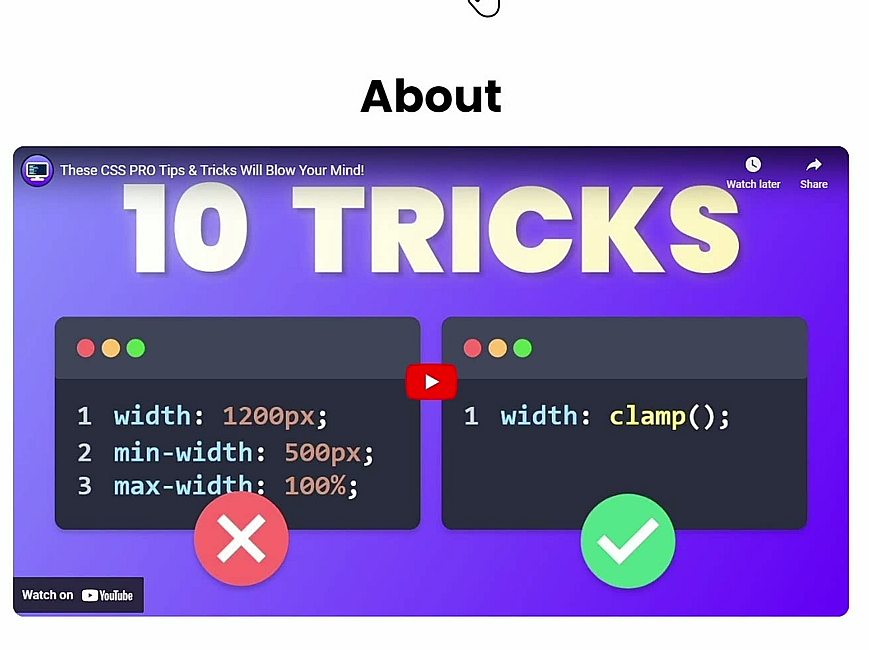 About
These CSS PRO Tips & Tricks Will Blow Your Mind!
Watch later
Share
10 TRICKS
1 width: 1200px;
2 min-width: 500px;
3 max-width: 100%;
1 width: clamp();
Watch on YouTube